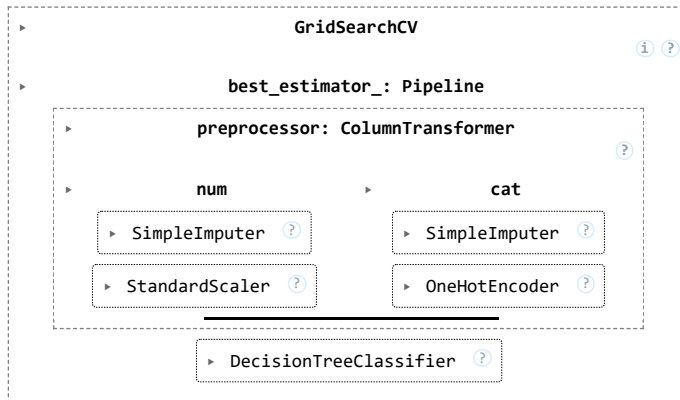 ▸ GridSearchCV
i ?
▸ best_estimator_: Pipeline
▸ preprocessor: ColumnTransformer
?
▸ num ▸ cat
▸ SimpleImputer ? ▸ SimpleImputer ?
▸ StandardScaler ? ▸ OneHotEncoder ?
▸ DecisionTreeClassifier ?